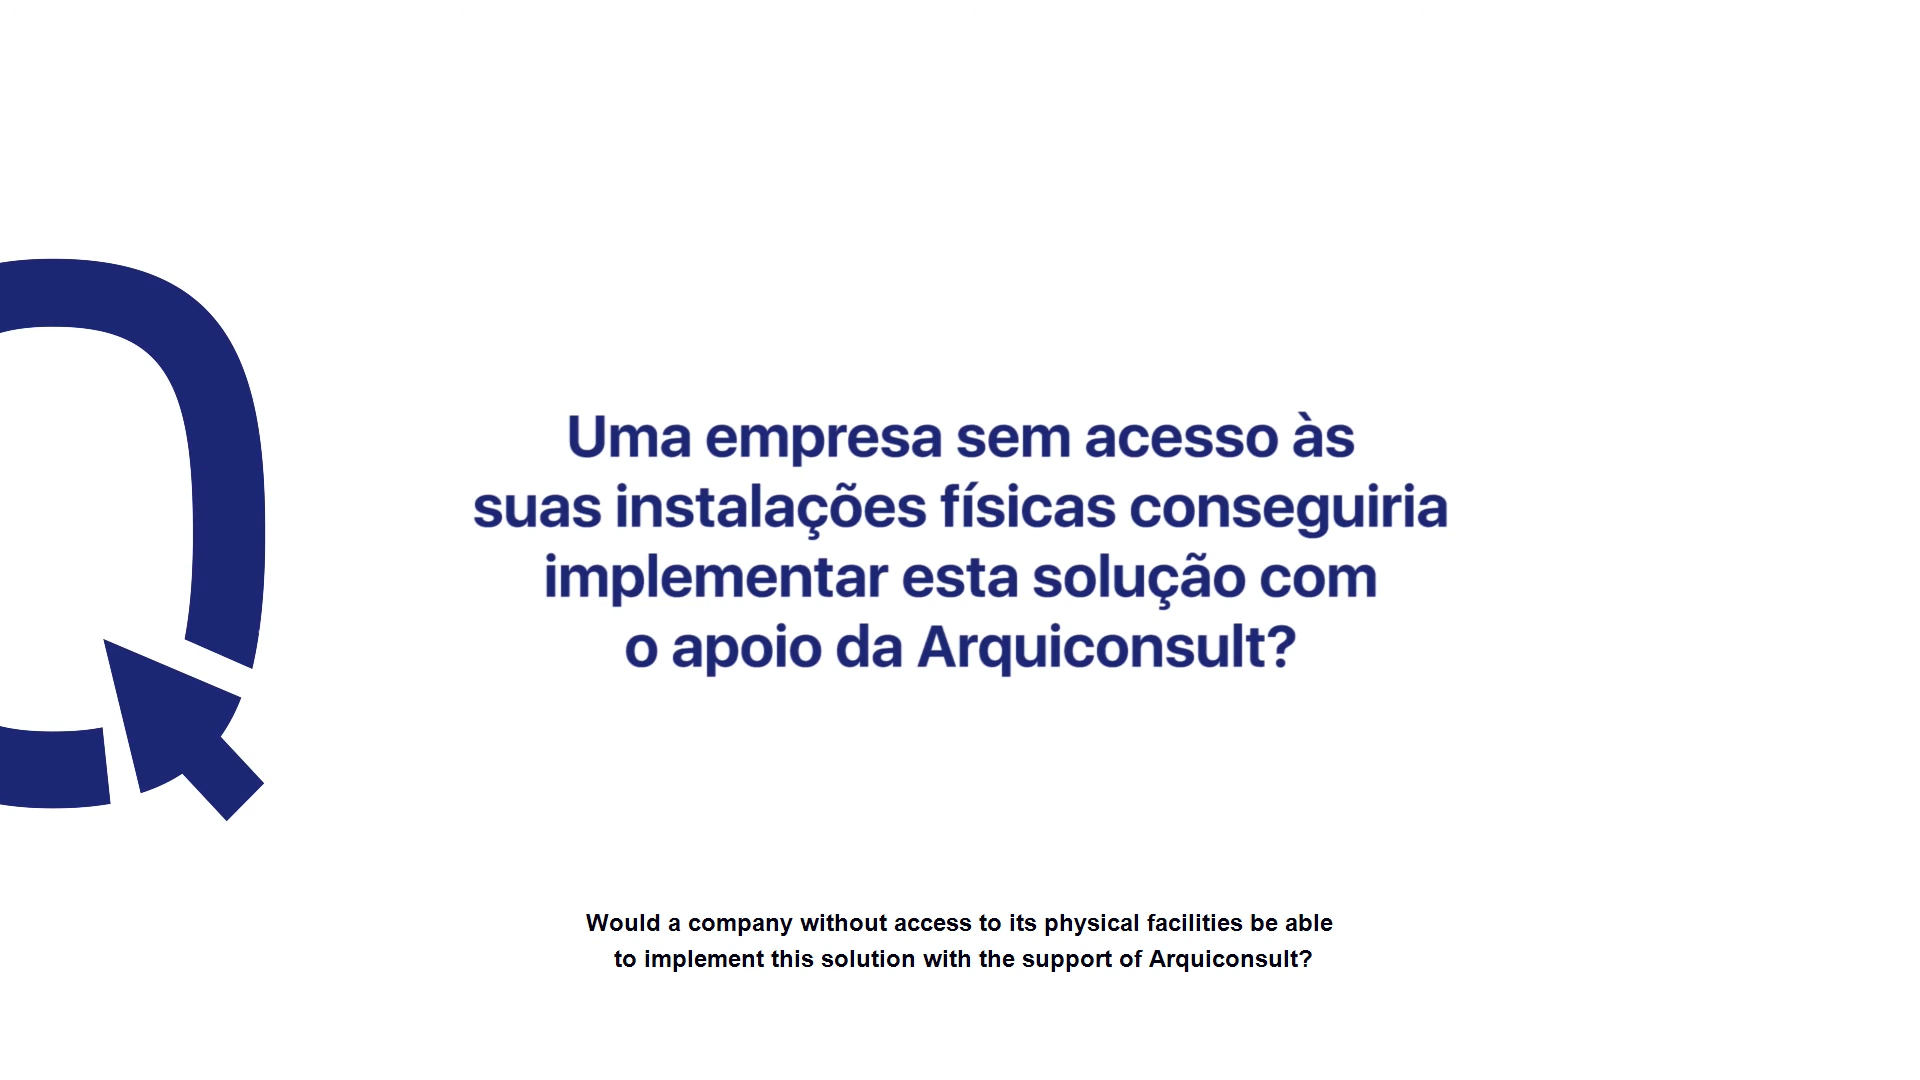 Uma empresa sem acesso às
suas instalações físicas conseguiria
implementar esta solução com
o apoio da Arquiconsult?
Would a company without access to its physical facilities be able
to implement this solution with the support of Arquiconsult?